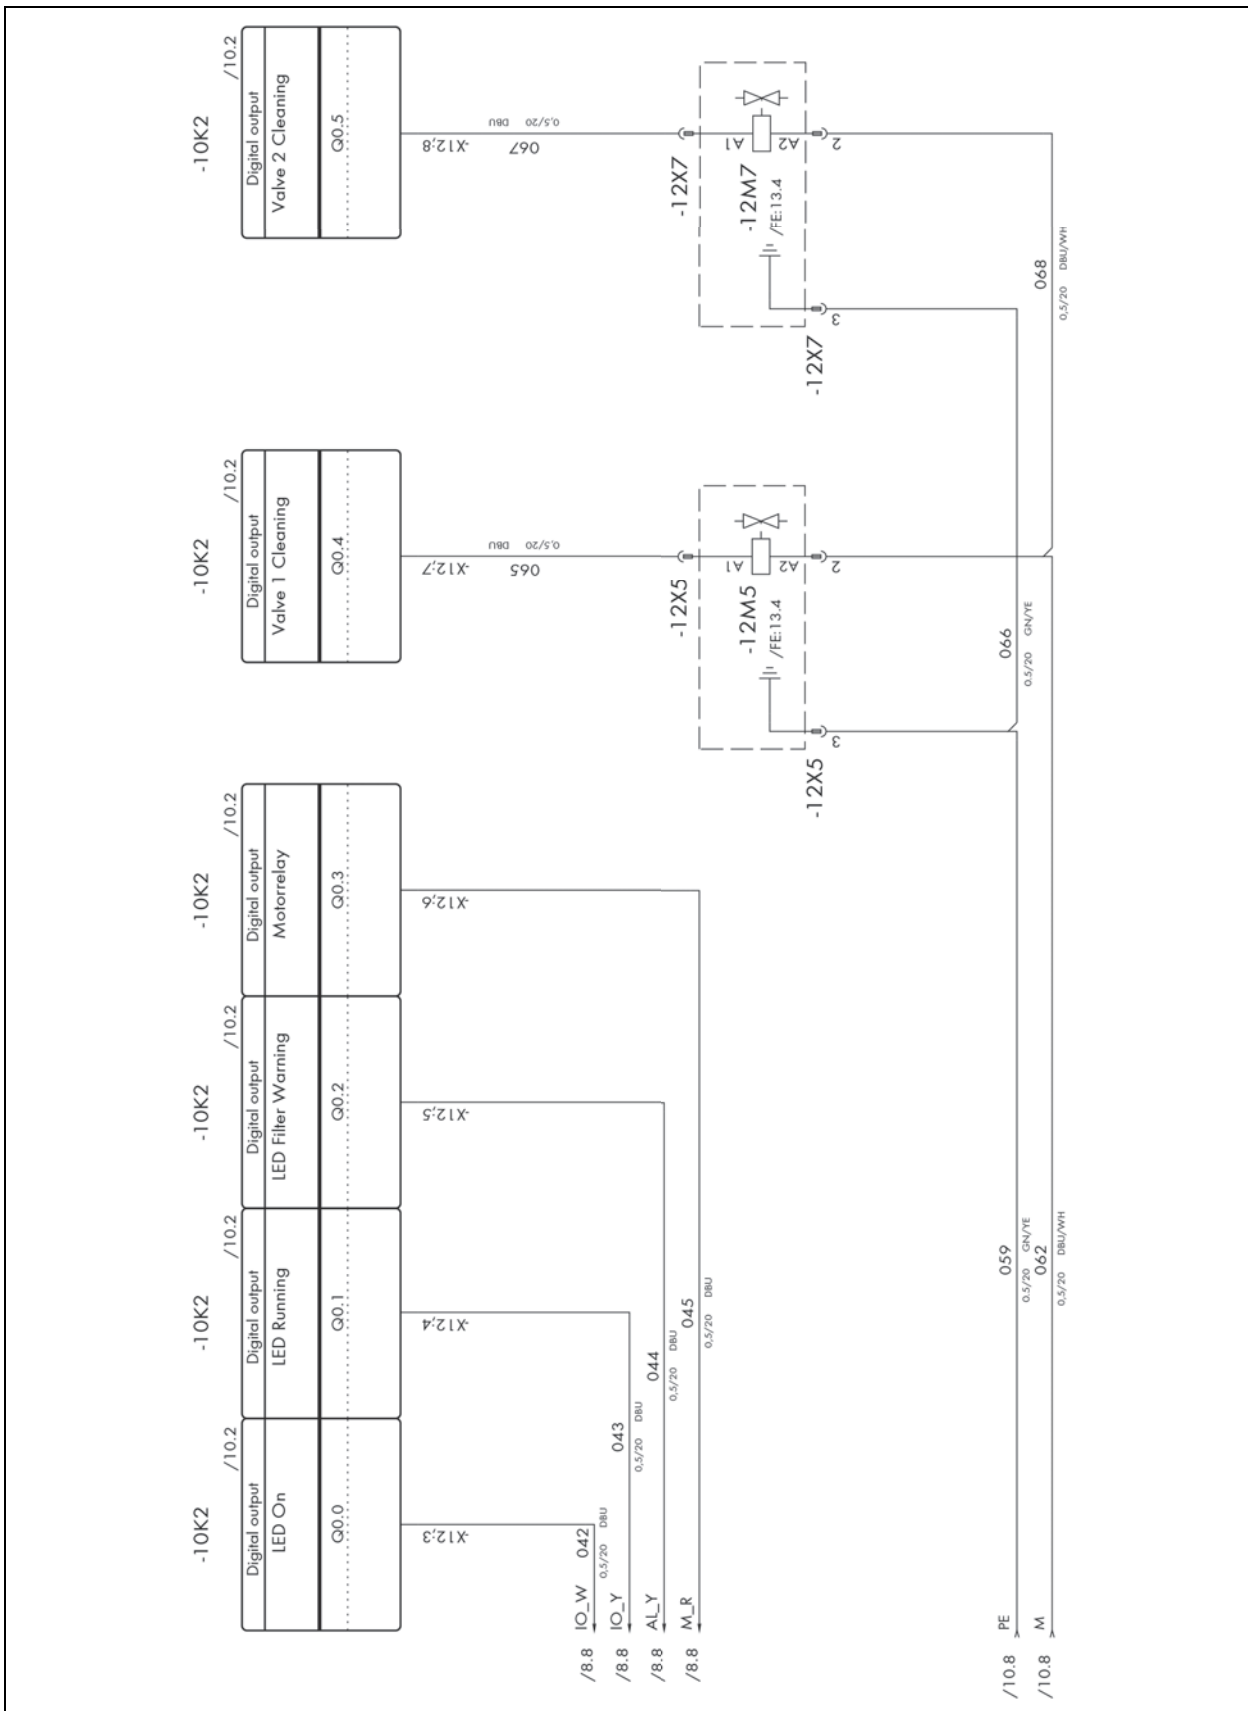 -10K2
/10.2
Digital output
LED On
Q0.0
-X12;3
-10K2
/10.2
Digital output
LED Running
Q0.1
-X12;4
-10K2
/10.2
Digital output
LED Filter Warning
Q0.2
-X12;5
-10K2
/10.2
Digital output
Motorrelay
Q0.3
-X12;6
-10K2
/10.2
Digital output
Valve 1 Cleaning
Q0.4
-X12;7
065
0,5/20 DBU
-10K2
/10.2
Digital output
Valve 2 Cleaning
Q0.5
-X12;8
067
0,5/20 DBU
/8.8 IO_W
042
0,5/20 DBU
/8.8 IO_Y
043
0,5/20 DBU
/8.8 AL_Y
044
0,5/20 DBU
/8.8 M_R
045
0,5/20 DBU
-12X5
A1
-12M5
/FE:13.4
A2
2
3
-12X5
-12X7
A1
-12M7
/FE:13.4
A2
2
3
-12X7
/10.8 PE
059
0.5/20 GN/YE
066
0.5/20 GN/YE
/10.8 M
062
0,5/20 DBU/WH
068
0,5/20 DBU/WH